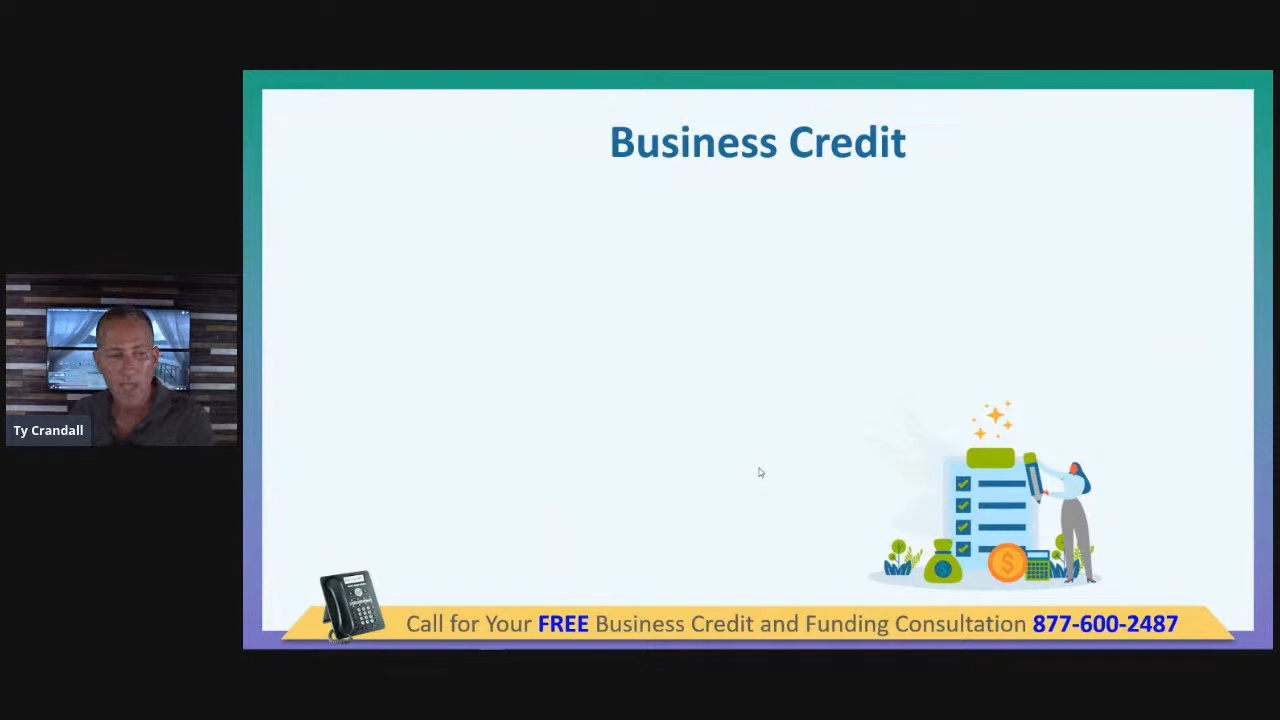 Business Credit
Ty Crandall
Call for Your FREE Business Credit and Funding Consultation 877-600-2487